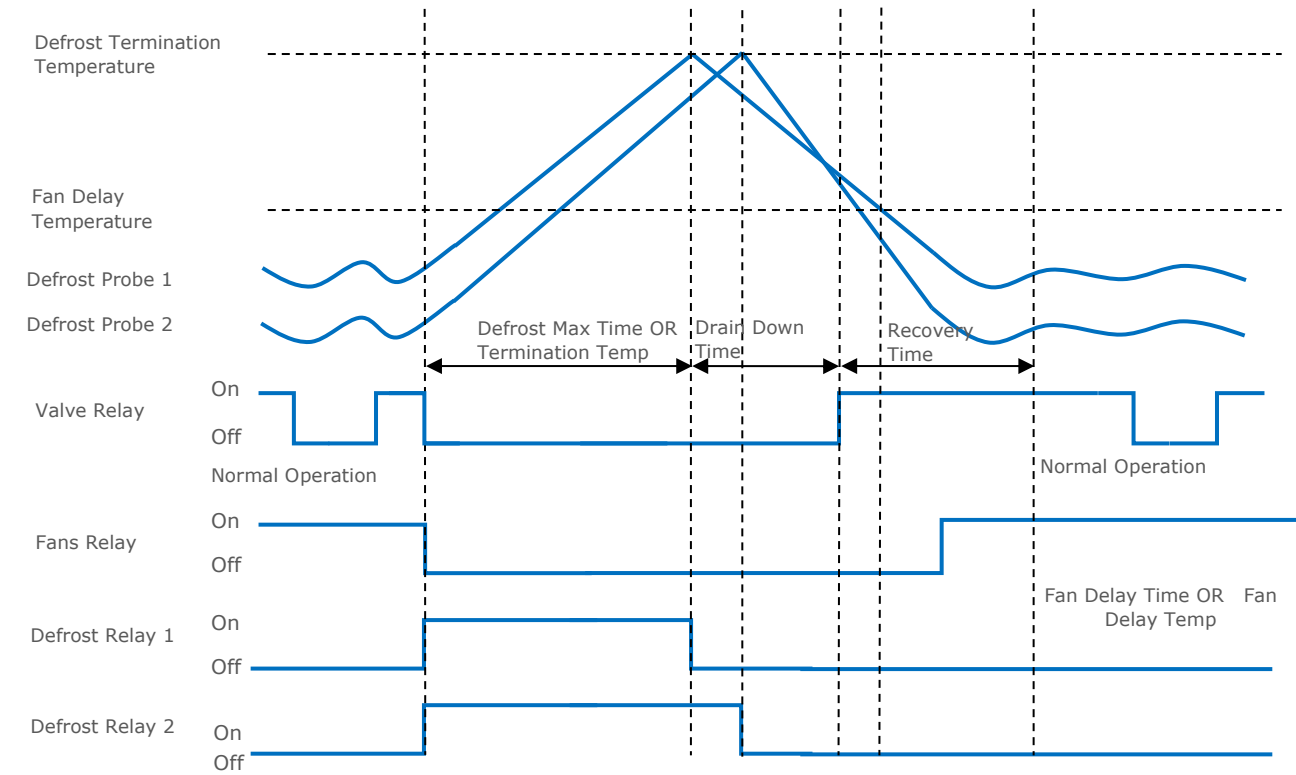 Defrost Termination
Temperature
Fan Delay
Temperature
Defrost Probe 1
Defrost Probe 2
Defrost Max Time OR
Termination Temp
Drain Down
Time
Recovery
Time
Valve Relay
On
Off
Normal Operation
Normal Operation
Fans Relay
On
Off
Fan Delay Time OR Fan
Delay Temp
Defrost Relay 1
On
Off
Defrost Relay 2
On
Off